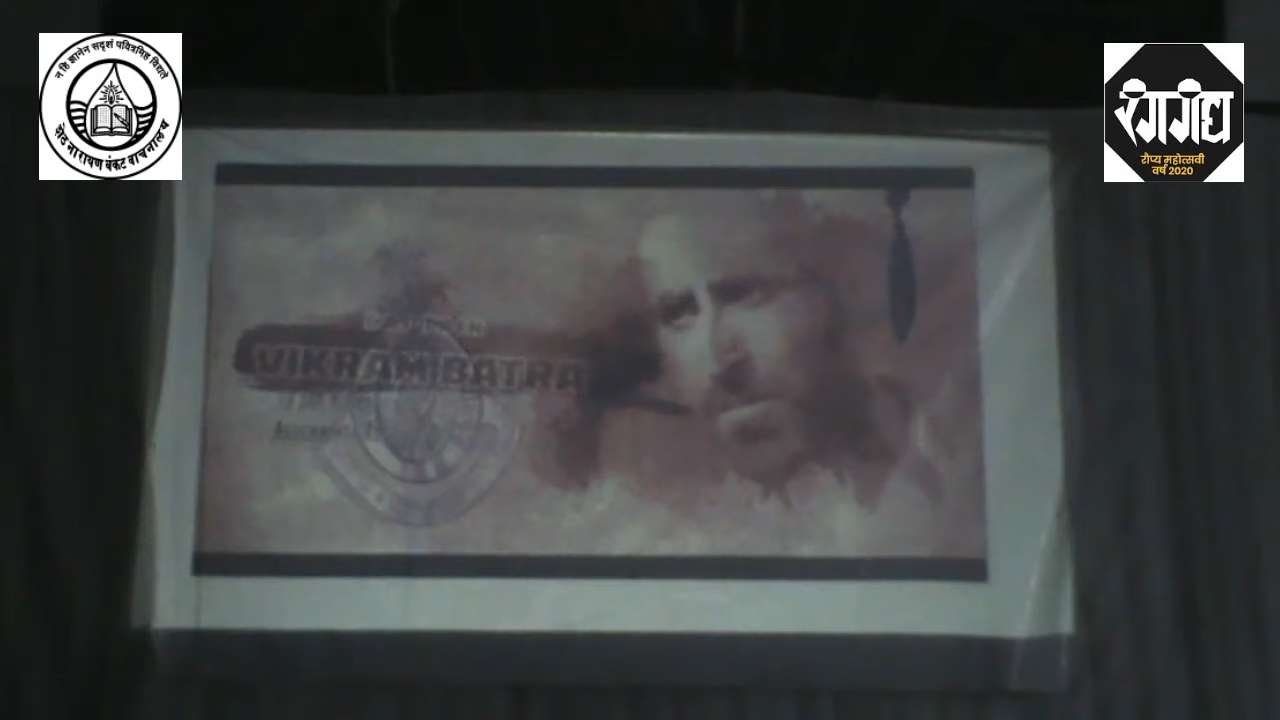 न हि ज्ञानेन सदृशं पवित्रमिह विद्यते
शेठ नारायण बंकट वाचनालय
रंगगंध
रौप्य महोत्सवी
वर्ष 2020
VIKRAM BATRA